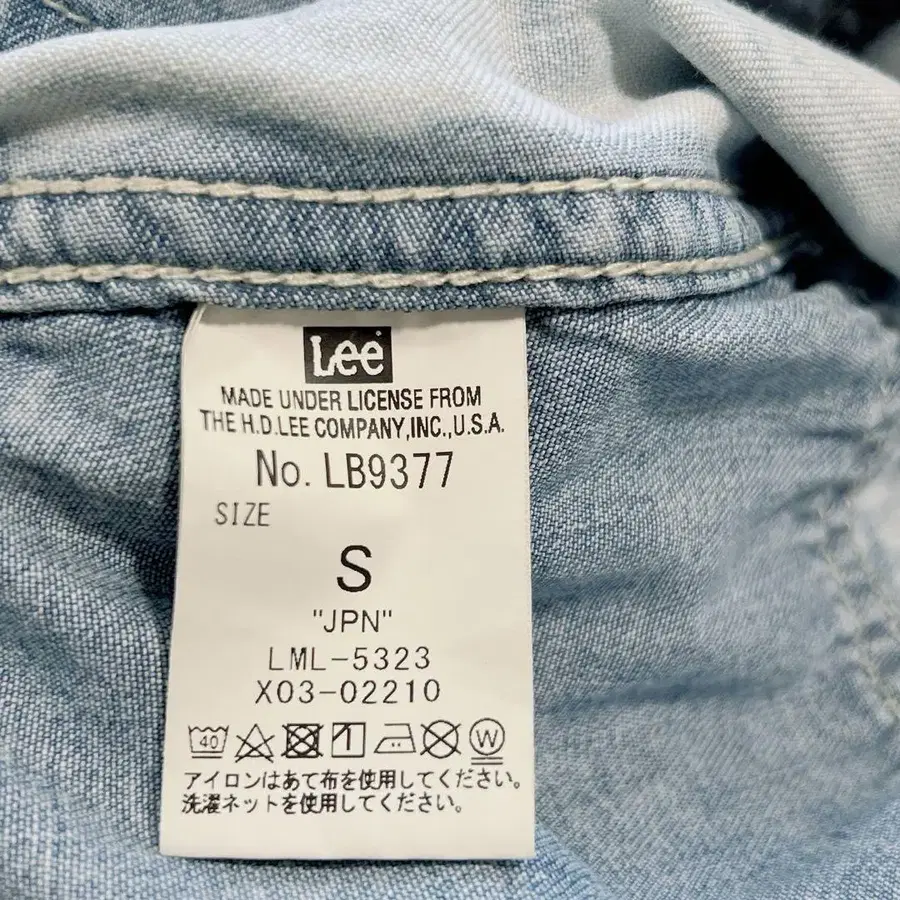 Lee
MADE UNDER LICENSE FROM
THE H.D.LEE COMPANY,INC.,U.S.A.
No. LB9377
SIZE
S
"JPN"
LML-5323
X03-02210
40 W
アイロンはあて布を使用してください。
洗濯ネットを使用してください。